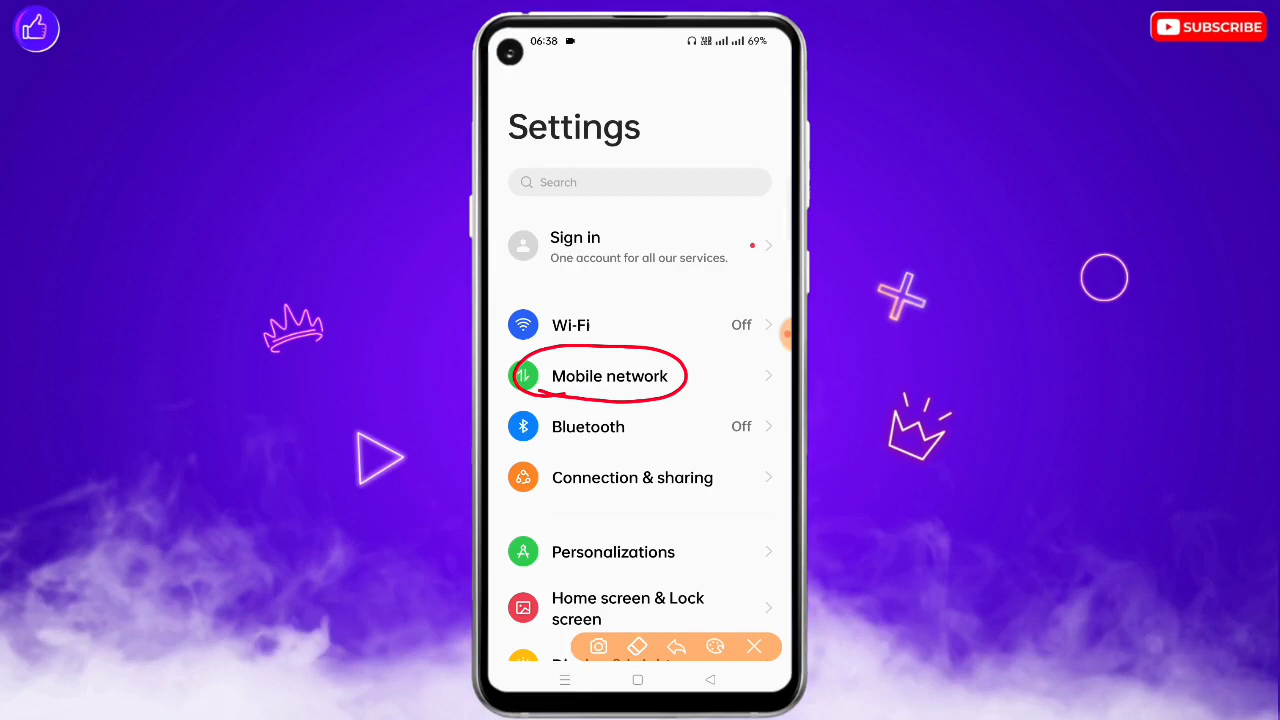 SUBSCRIBE
06:38
69%
Settings
Search
Sign in
One account for all our services.
Wi-Fi
Off
Mobile network
Bluetooth
Off
Connection & sharing
Personalizations
Home screen & Lock
screen